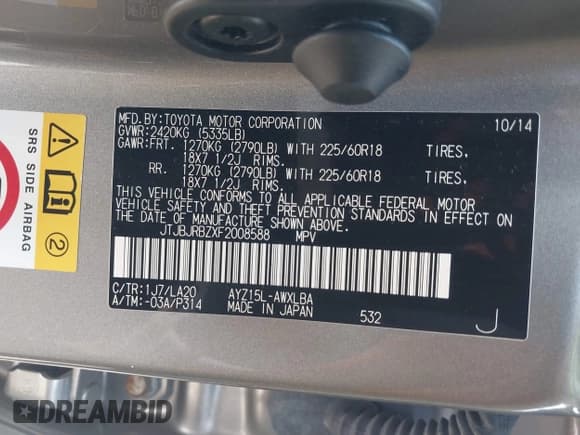 MFD. BY: TOYOTA MOTOR CORPORATION 10/14
GVWR: 2420KG (5335LB)
GAWR: FRT. 1270KG (2790LB) WITH 225/60R18 TIRES,
18X7 1/2J RIMS.
RR. 1270KG (2790LB) WITH 225/60R18 TIRES,
18X7 1/2J RIMS.
THIS VEHICLE CONFORMS TO ALL APPLICABLE FEDERAL MOTOR
VEHICLE SAFETY AND THEFT PREVENTION STANDARDS IN EFFECT ON
THE DATE OF MANUFACTURE SHOWN ABOVE.
JTJBJRBZXF2008588 MPV
C/TR: 1J7/LA20 AYZ15L-AWXLBA
A/TM: -03A/P314 MADE IN JAPAN 532 J
SRS SIDE AIRBAG
2
DREAMBID